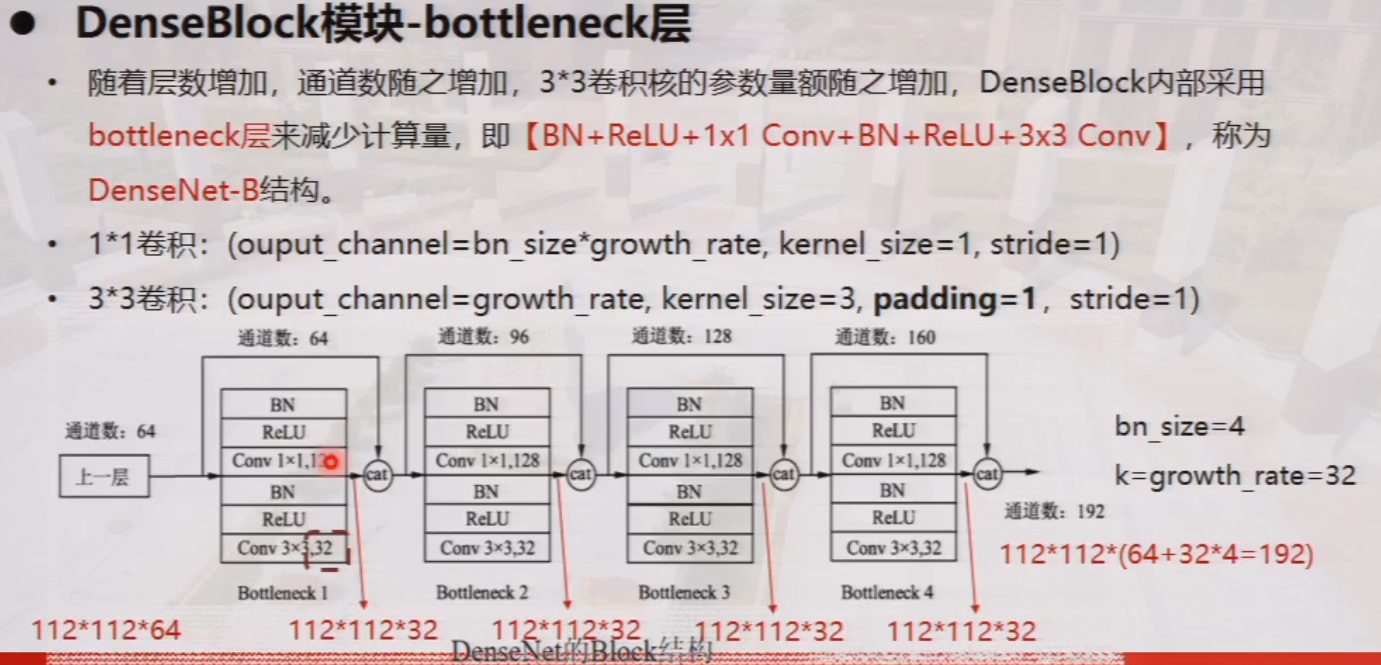 ● DenseBlock模块-bottleneck层
• 随着层数增加，通道数随之增加，3*3卷积核的参数量额随之增加，DenseBlock内部采用
bottleneck层来减少计算量，即【BN+ReLU+1x1 Conv+BN+ReLU+3x3 Conv】，称为
DenseNet-B结构。
• 1*1卷积：(ouput_channel=bn_size*growth_rate, kernel_size=1, stride=1)
• 3*3卷积：(ouput_channel=growth_rate, kernel_size=3, padding=1，stride=1)
通道数：64
通道数：96
通道数：128
通道数：160
通道数：64
上一层
BN
ReLU
Conv 1×1,
BN
ReLU
Conv 3×3,32
Bottleneck 1
cat
BN
ReLU
Conv 1×1,128
BN
ReLU
Conv 3×3,32
Bottleneck 2
cat
BN
ReLU
Conv 1×1,128
BN
ReLU
Conv 3×3,32
Bottleneck 3
cat
BN
ReLU
Conv 1×1,128
BN
ReLU
Conv 3×3,32
Bottleneck 4
cat
bn_size=4
k=growth_rate=32
通道数：192
112*112*(64+32*4=192)
112*112*64
112*112*32
112*112*32
112*112*32
112*112*32
DenseNet的Block结构